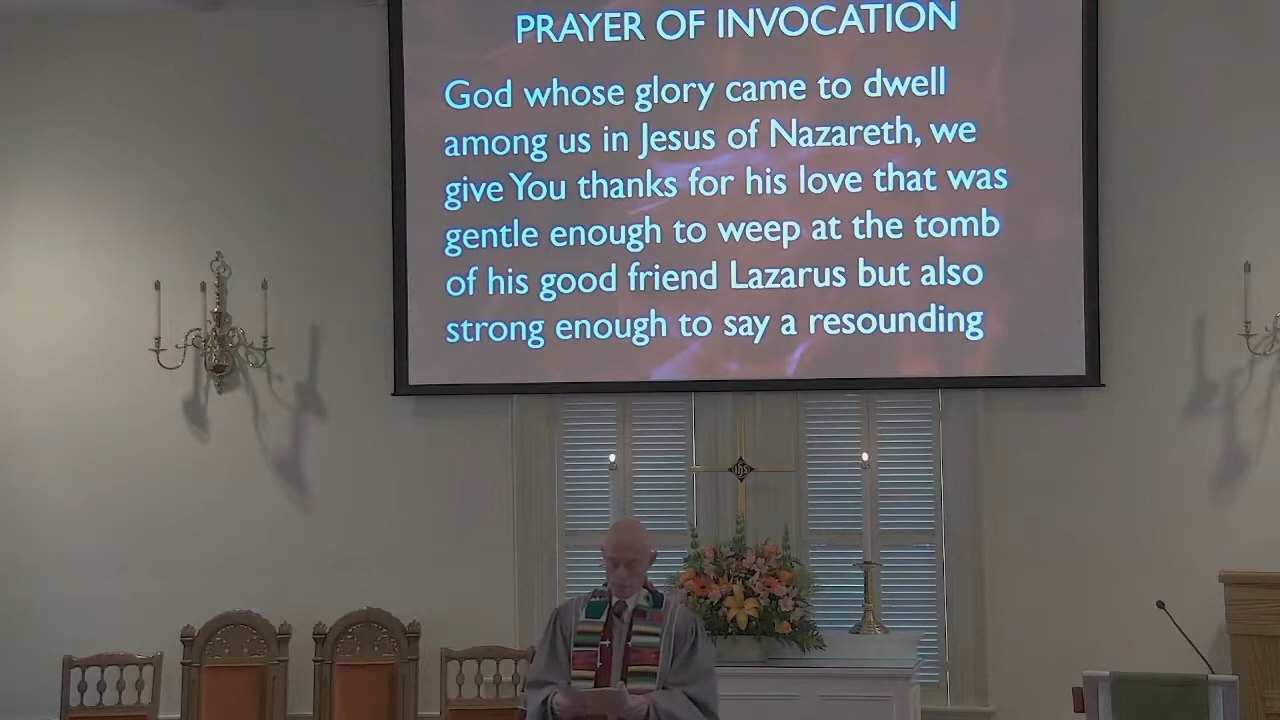 PRAYER OF INVOCATION
God whose glory came to dwell
among us in Jesus of Nazareth, we
give You thanks for his love that was
gentle enough to weep at the tomb
of his good friend Lazarus but also
strong enough to say a resounding
IHS